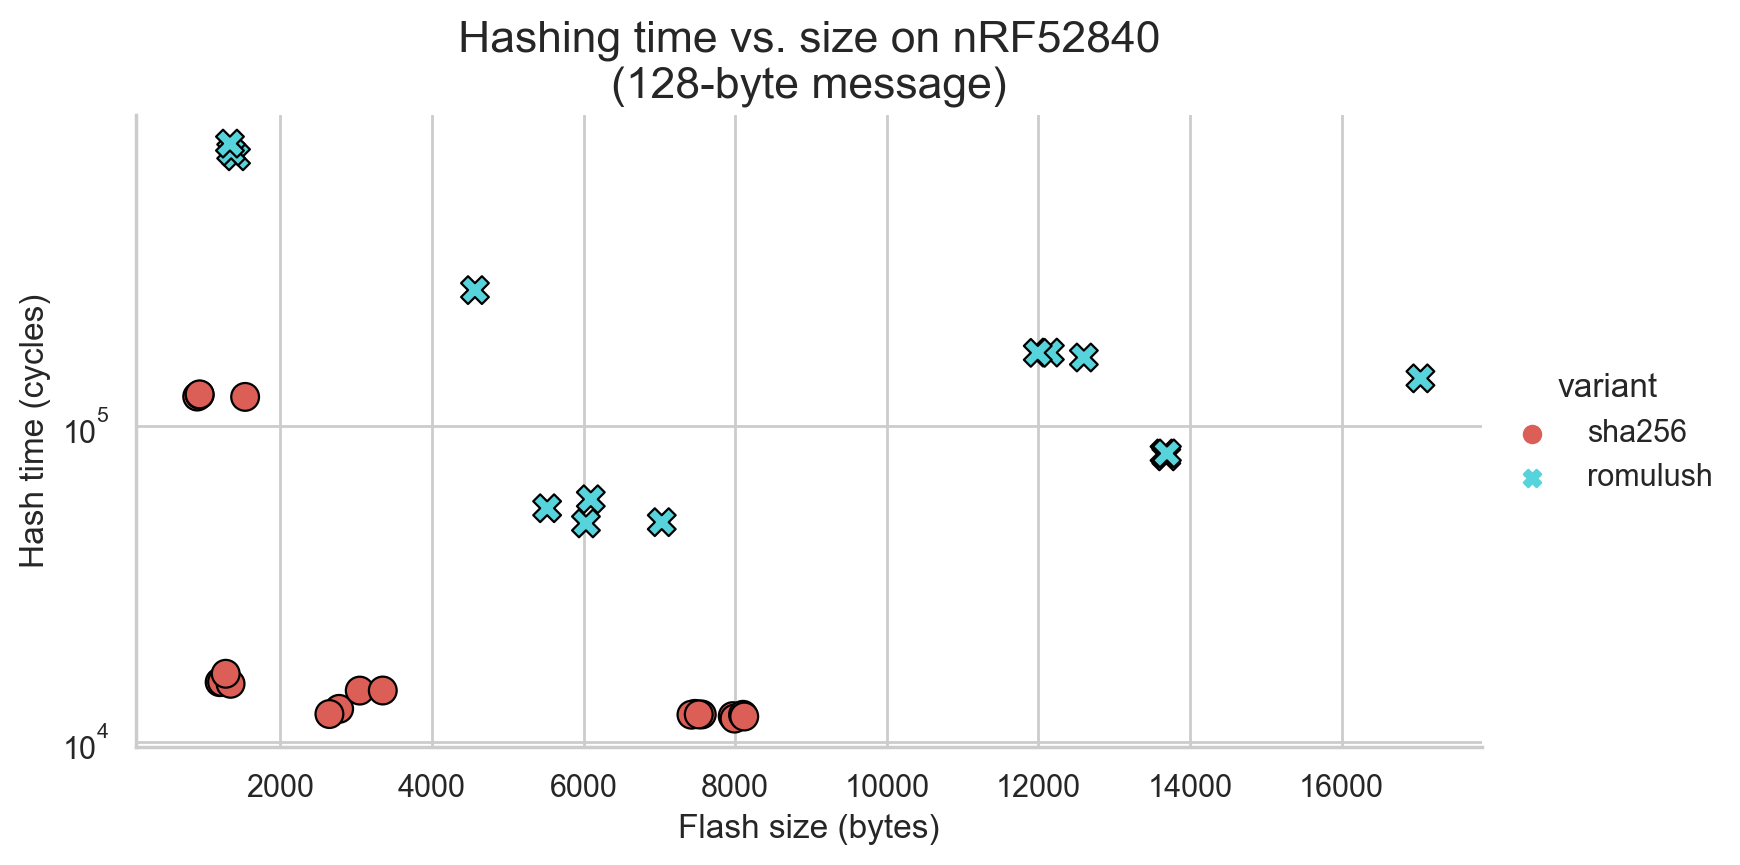 Hashing time vs. size on nRF52840
(128-byte message)
Hash time (cycles)
10^5
10^4
2000 4000 6000 8000 10000 12000 14000 16000
Flash size (bytes)
variant
sha256
romulush